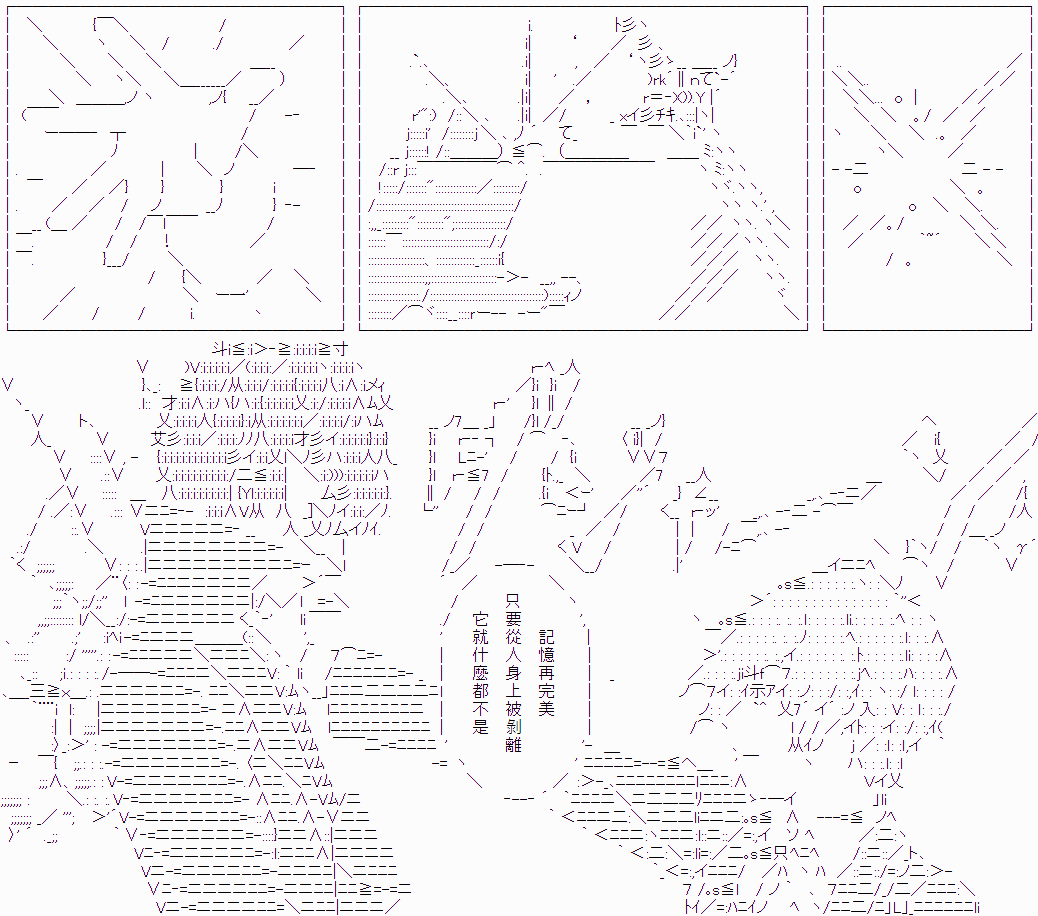 記憶再完美
只要從人身上被剝離
它就什麼都不是